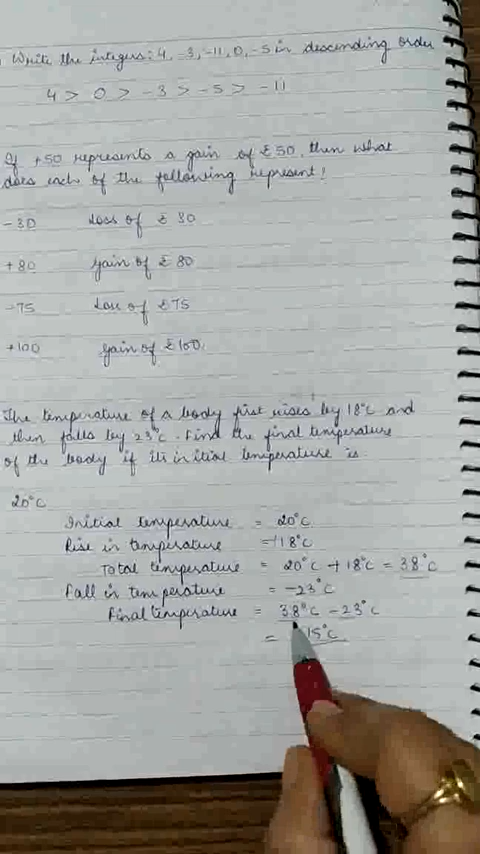 Write the integers: 4, -3, -11, 0, -5 in descending order
4 > 0 > -3 > -5 > -11
If +50 represents a gain of ₹50, then what
does each of the following represent!
-30 Loss of ₹ 30
+80 gain of ₹ 80
-75 Loss of ₹75
+100 gain of ₹100.
The temperature of a body first rises by 18°c and
then falls by 23°c. Find the final temperature
of the body if its initial temperature is
20°C
Initial temperature = 20°C
Rise in temperature = 18°c
Total temperature = 20°C + 18°c = 38°c
Fall in temperature = -23°c
Final temperature = 38°c - 23°c
= 15°c